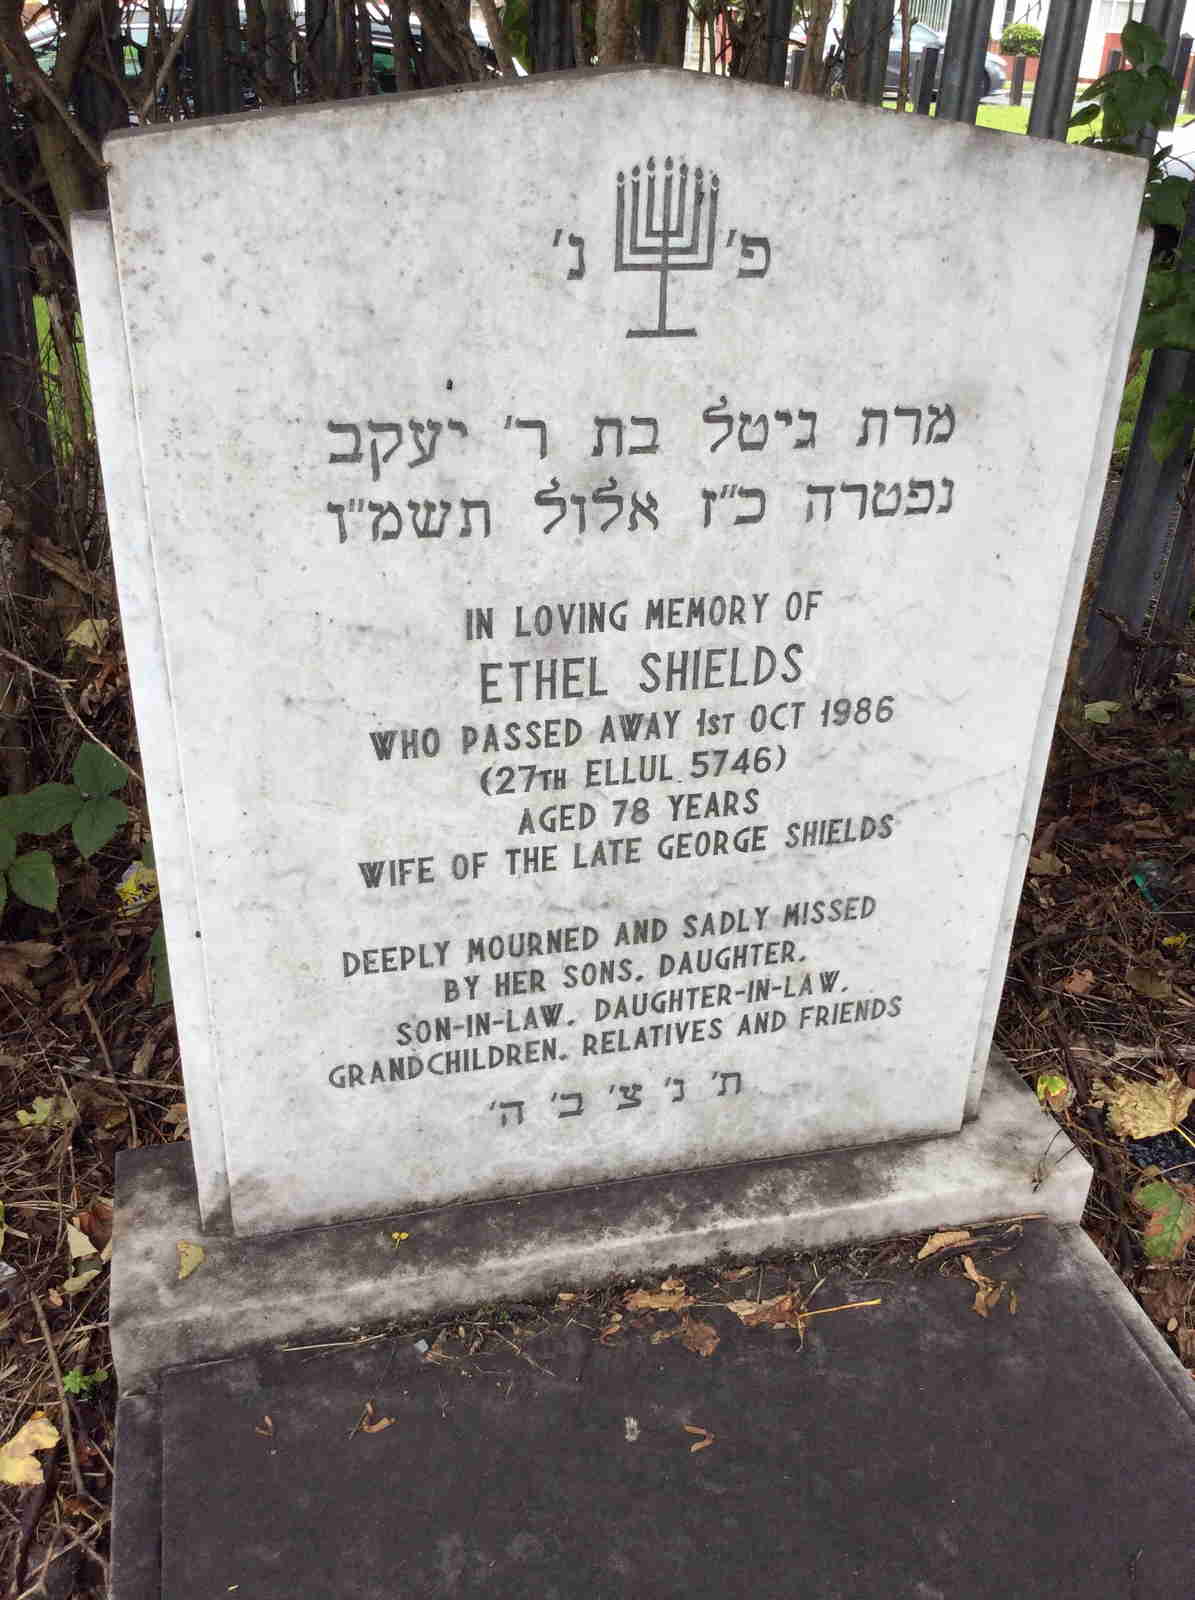 פ׳ נ׳
מרת גיטל בת ר׳ יעקב
נפטרה כ״ז אלול תשמ״ו
IN LOVING MEMORY OF
ETHEL SHIELDS
WHO PASSED AWAY 1ST OCT 1986
(27TH ELLUL 5746)
AGED 78 YEARS
WIFE OF THE LATE GEORGE SHIELDS
DEEPLY MOURNED AND SADLY MISSED
BY HER SONS, DAUGHTER,
SON-IN-LAW, DAUGHTER-IN-LAW,
GRANDCHILDREN, RELATIVES AND FRIENDS
ת׳ נ׳ צ׳ ב׳ ה׳